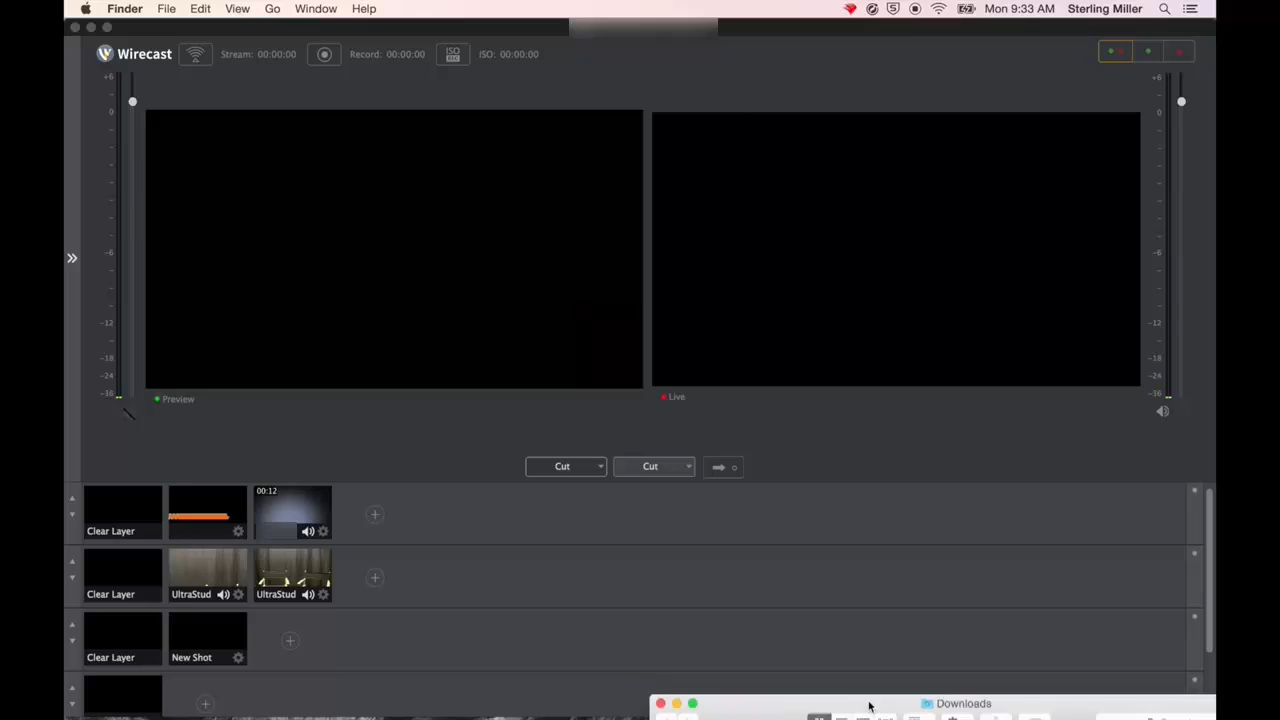 Finder File Edit View Go Window Help Mon 9:33 AM Sterling Miller
Wirecast Stream: 00:00:00 Record: 00:00:00 ISO REC ISO: 00:00:00
+6 +6
0 0
-6 -6
-12 -12
-18 -18
-24 -24
-36 -36
Preview Live
Cut Cut
00:12
Clear Layer
Clear Layer UltraStud UltraStud
Clear Layer New Shot
Downloads